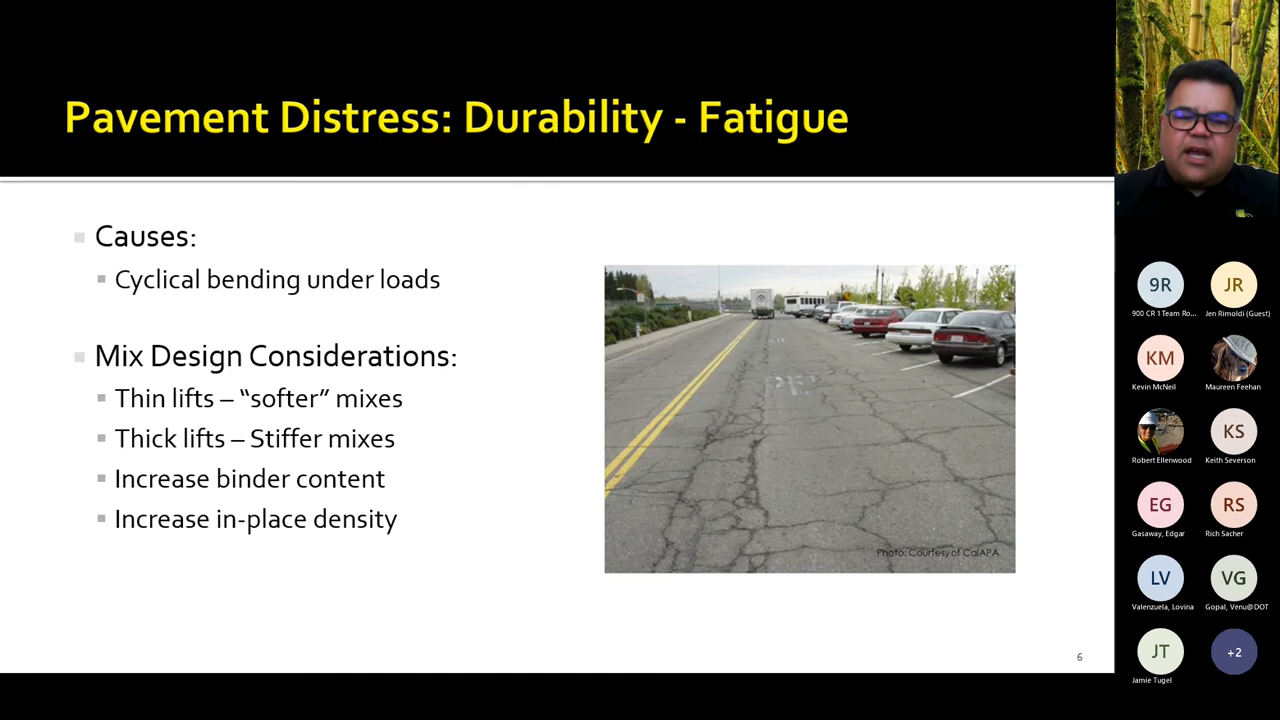 Pavement Distress: Durability - Fatigue
Causes:
Cyclical bending under loads
Mix Design Considerations:
Thin lifts – “softer” mixes
Thick lifts – Stiffer mixes
Increase binder content
Increase in-place density
Photo: Courtesy of CalAPA
6
9R
JR
900 CR 1 Team Ro...
Jen Rimoldi (Guest)
KM
Kevin McNeil
Maureen Feehan
KS
Robert Ellenwood
Keith Severson
EG
RS
Gasaway, Edgar
Rich Sacher
LV
VG
Valenzuela, Lovina
Gopal, Venu@DOT
JT
+2
Jamie Tugel